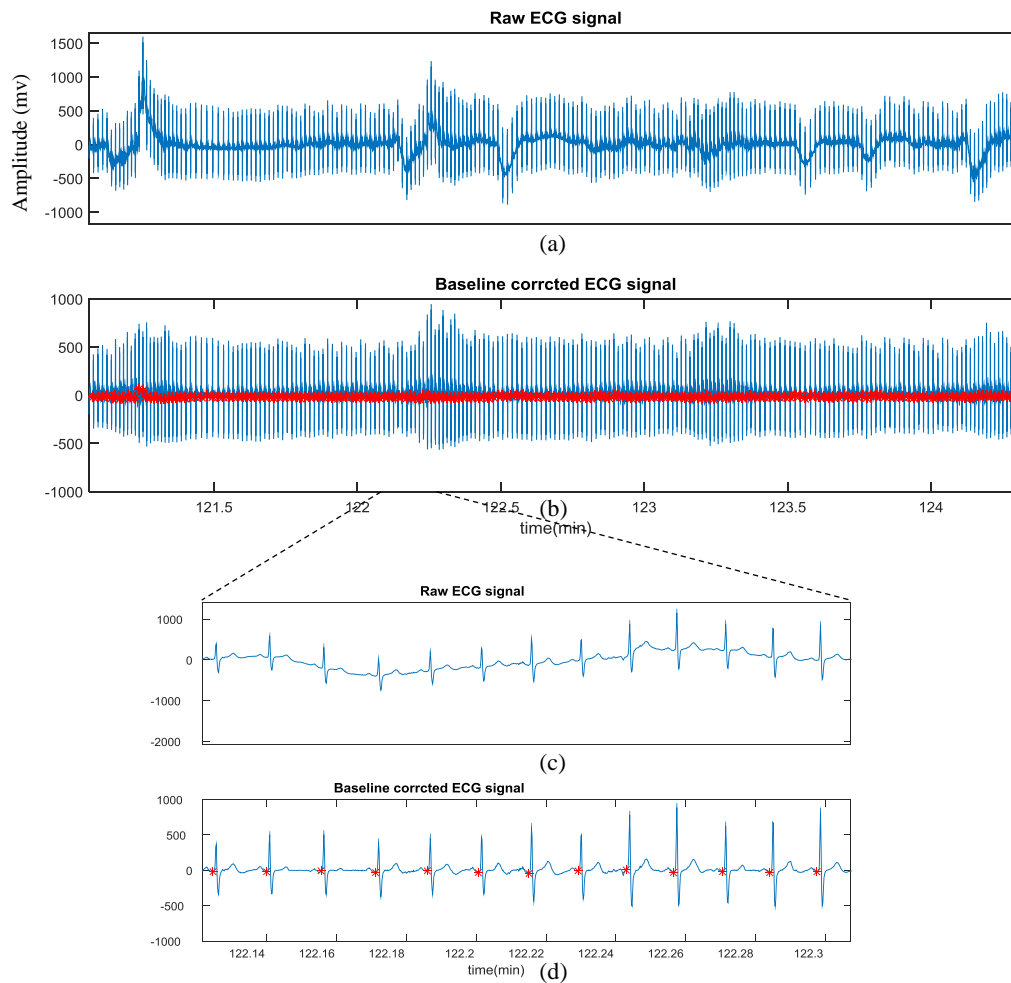 Raw ECG signal
Amplitude (mv)
1500
1000
500
0
-500
-1000
(a)
Baseline corrcted ECG signal
1000
500
0
-500
-1000
121.5 122 122.5 123 123.5 124
(b)
time(min)
Raw ECG signal
1000
0
-1000
-2000
(c)
Baseline corrcted ECG signal
1000
500
0
-500
-1000
122.14 122.16 122.18 122.2 122.22 122.24 122.26 122.28 122.3
time(min)
(d)